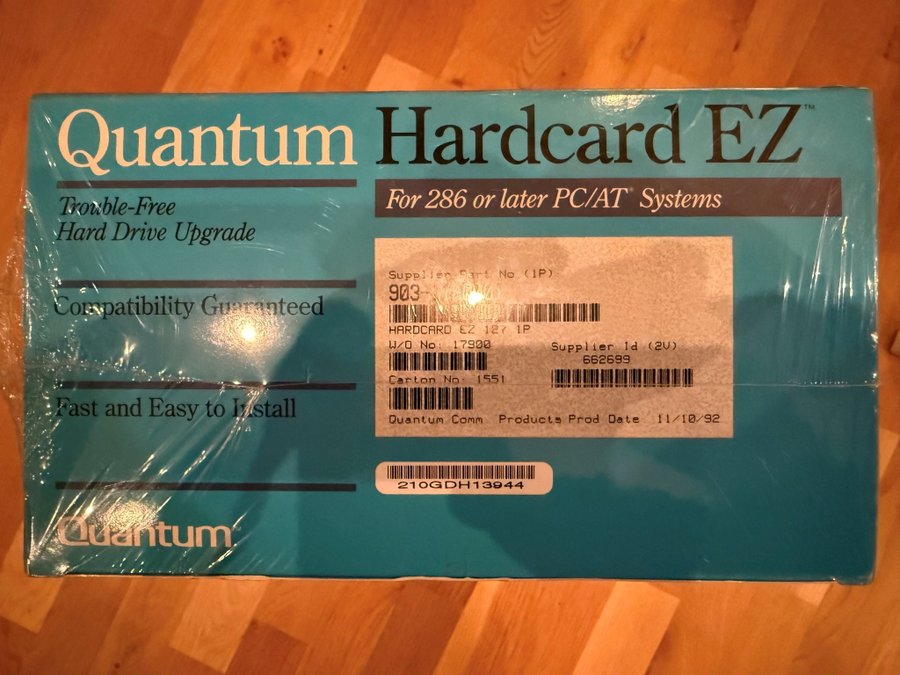 Quantum Hardcard EZ™
For 286 or later PC/AT® Systems
Trouble-Free
Hard Drive Upgrade
Compatibility Guaranteed
Fast and Easy to Install
Quantum
Supplier Part No (1P)
HARDCARD EZ 127 1P
W/O No: 17900
Supplier Id (2V)
662699
Carton No: 1551
Quantum Comm Products Prod Date 11/10/92
210GDH13944